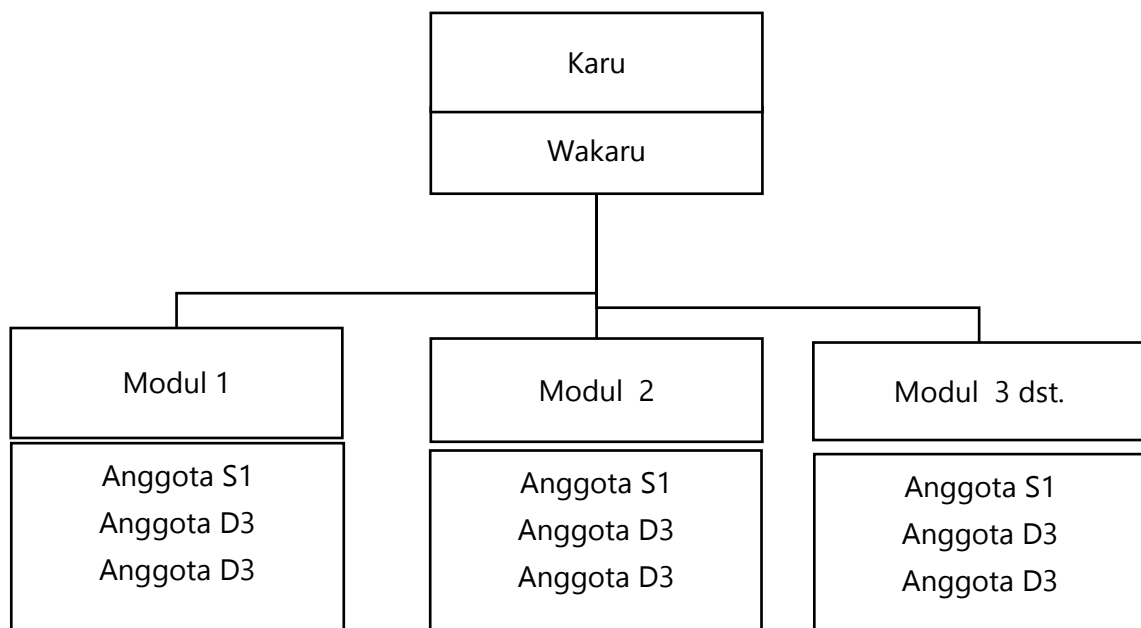 Karu
Wakaru
Modul 1
Anggota S1
Anggota D3
Anggota D3
Modul 2
Anggota S1
Anggota D3
Anggota D3
Modul 3 dst.
Anggota S1
Anggota D3
Anggota D3